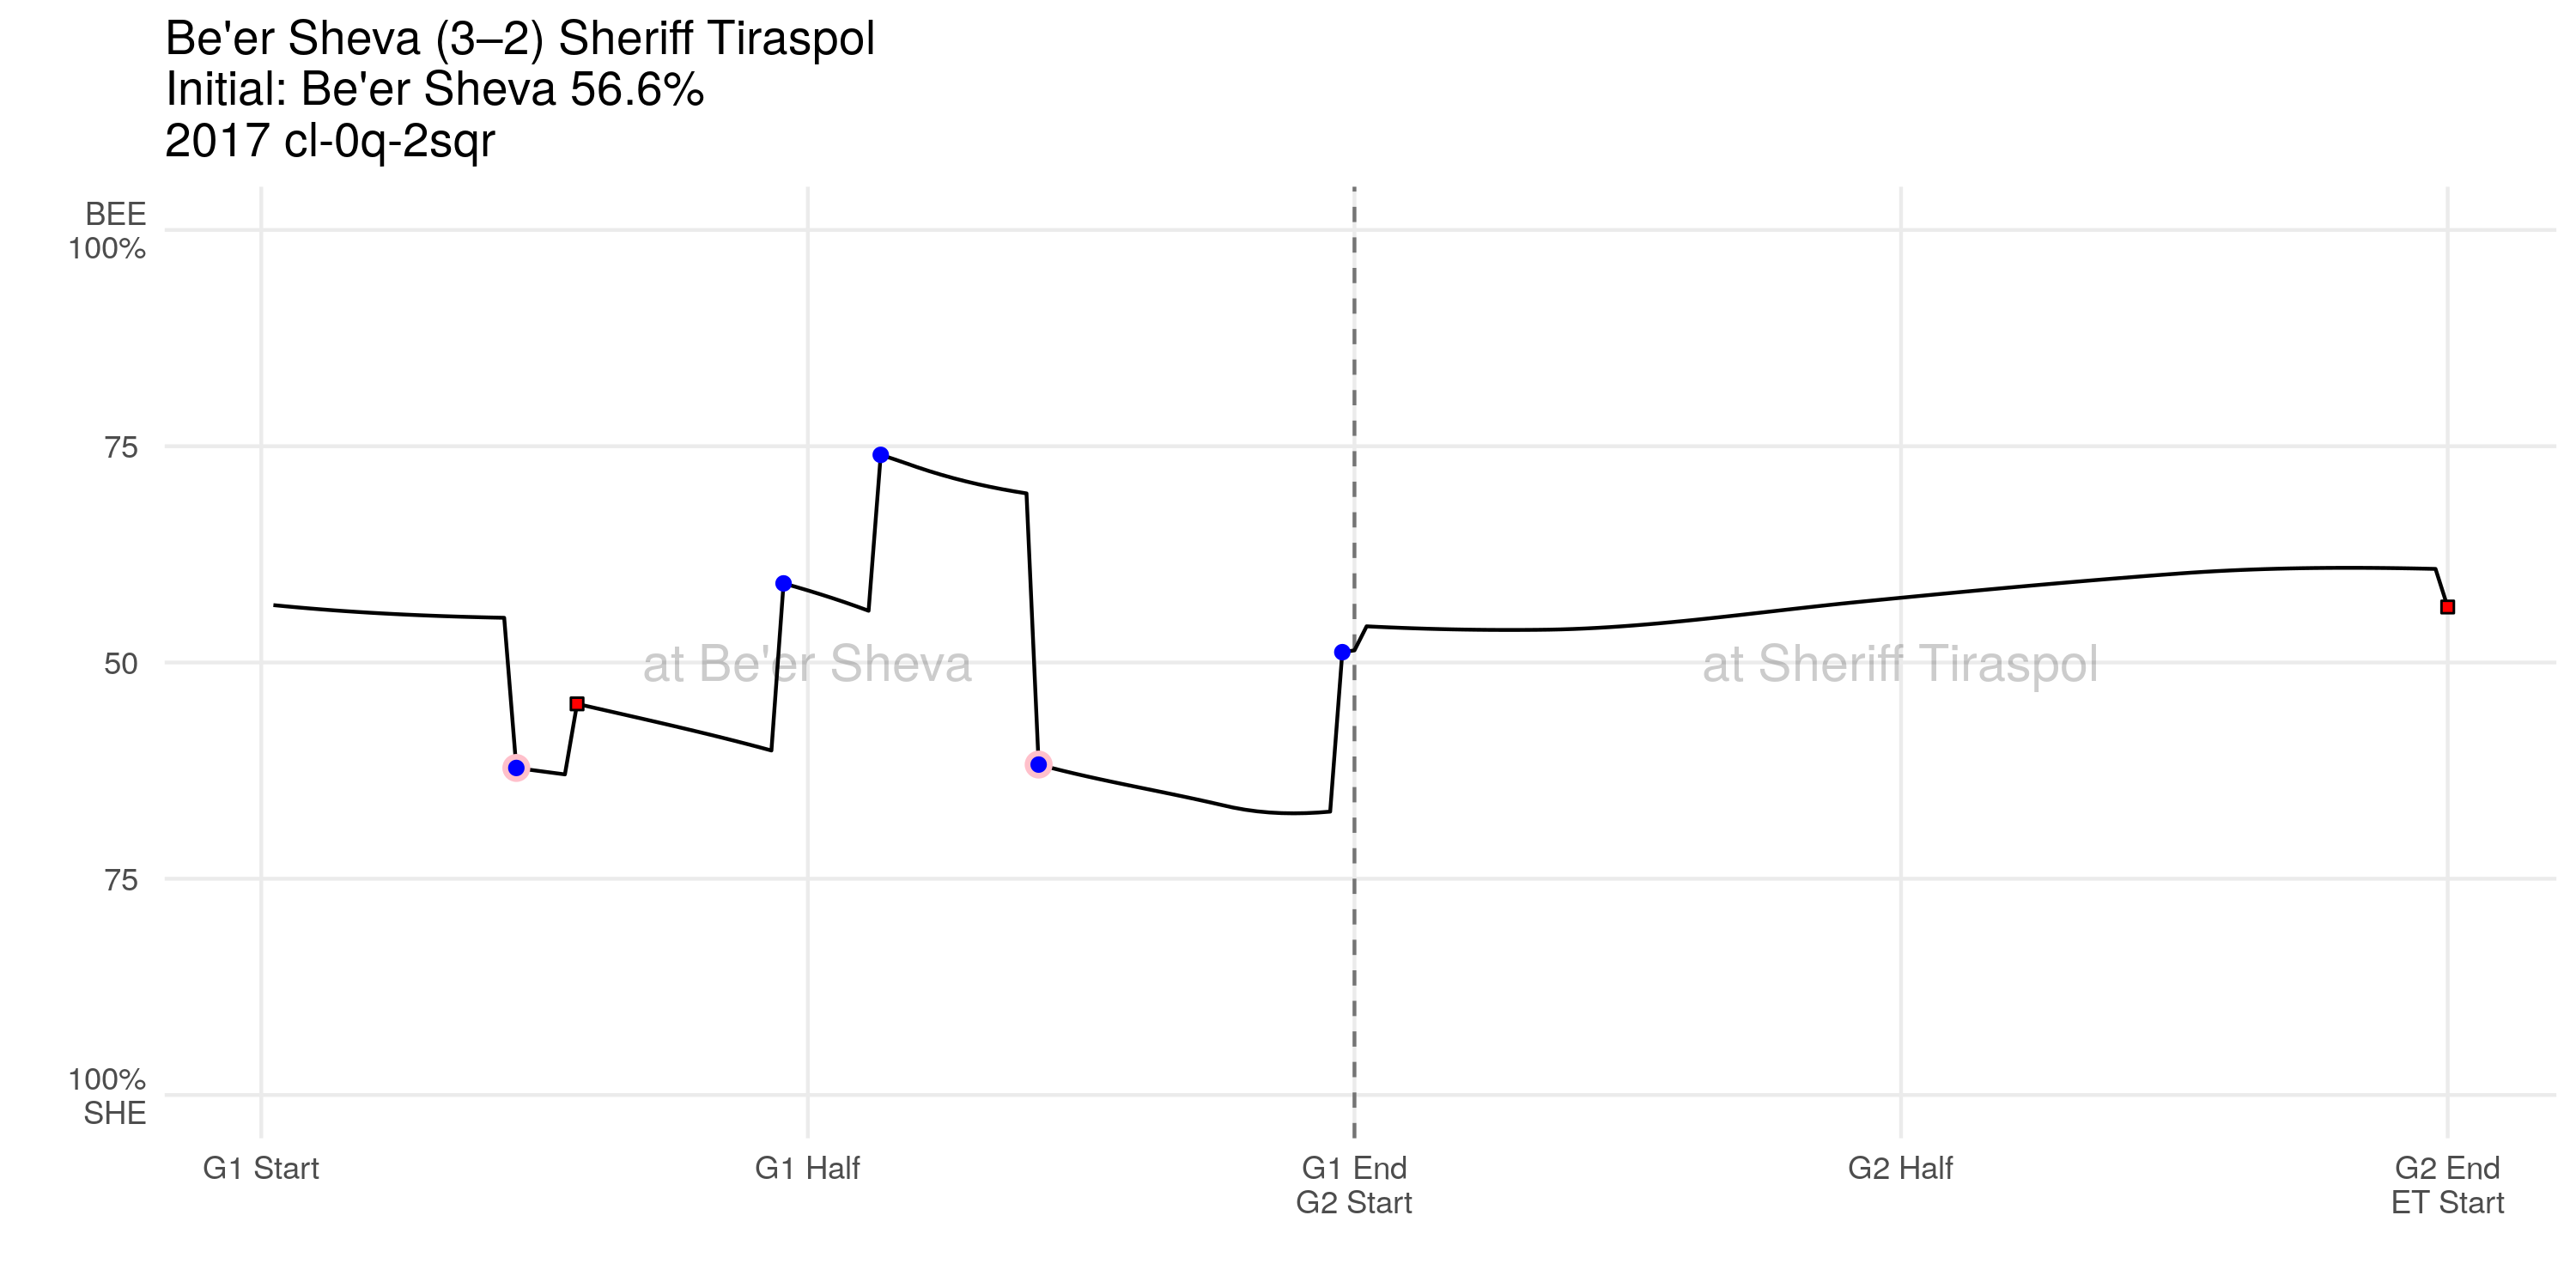 Be'er Sheva (3–2) Sheriff Tiraspol
Initial: Be'er Sheva 56.6%
2017 cl-0q-2sqr
BEE
100%
75
50
75
100%
SHE
at Be'er Sheva
at Sheriff Tiraspol
G1 Start
G1 Half
G1 End
G2 Start
G2 Half
G2 End
ET Start